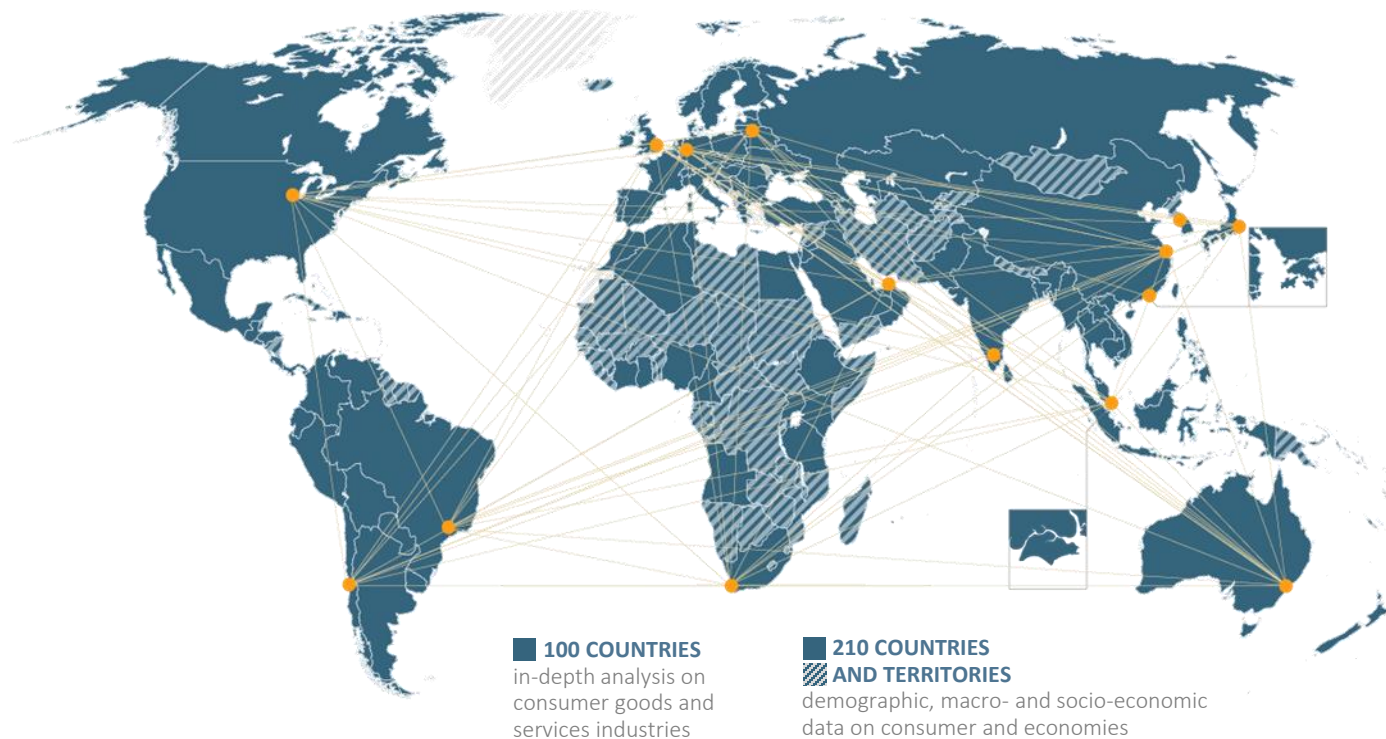 100 COUNTRIES
in-depth analysis on
consumer goods and
services industries
210 COUNTRIES
AND TERRITORIES
demographic, macro- and socio-economic
data on consumer and economies